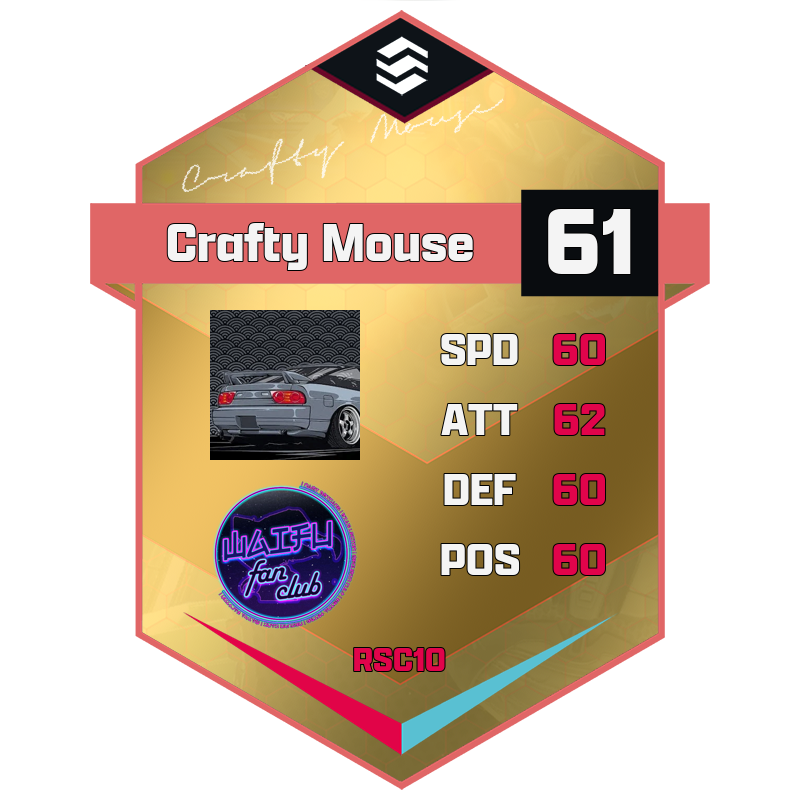 Crafty Mouse
Crafty Mouse
61
SPD 60
ATT 62
DEF 60
POS 60
WAIFU
fan
club
RSC10